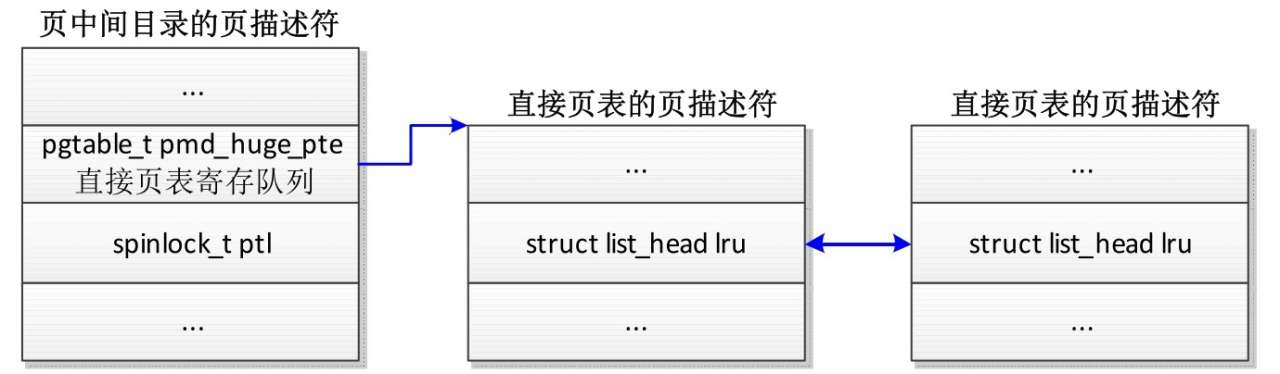 页中间目录的页描述符
...
pgtable_t pmd_huge_pte
直接页表寄存队列
spinlock_t ptl
...
直接页表的页描述符
...
struct list_head lru
...
直接页表的页描述符
...
struct list_head lru
...